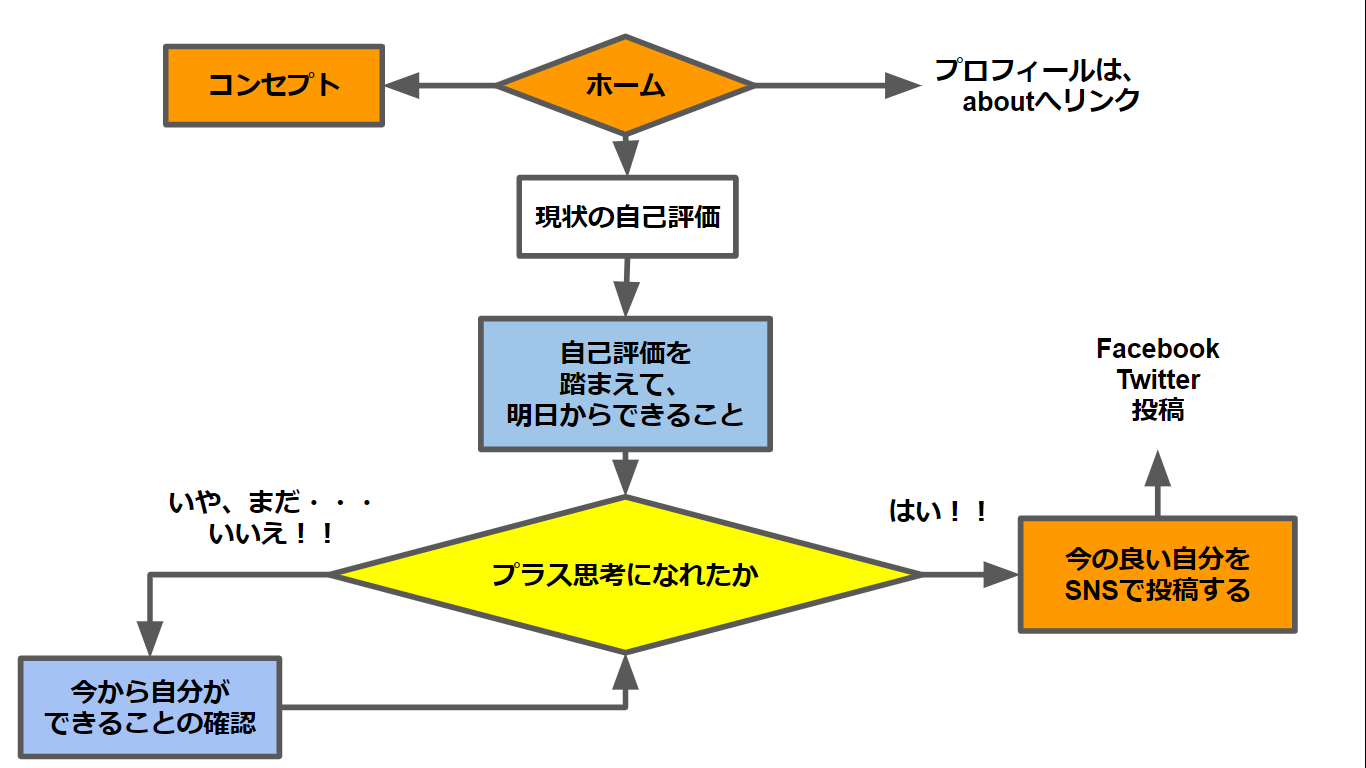 コンセプト
ホーム
プロフィールは、
aboutへリンク
現状の自己評価
自己評価を
踏まえて、
明日からできること
Facebook
Twitter
投稿
いや、まだ・・・
いいえ！！
はい！！
プラス思考になれたか
今の良い自分を
SNSで投稿する
今から自分が
できることの確認